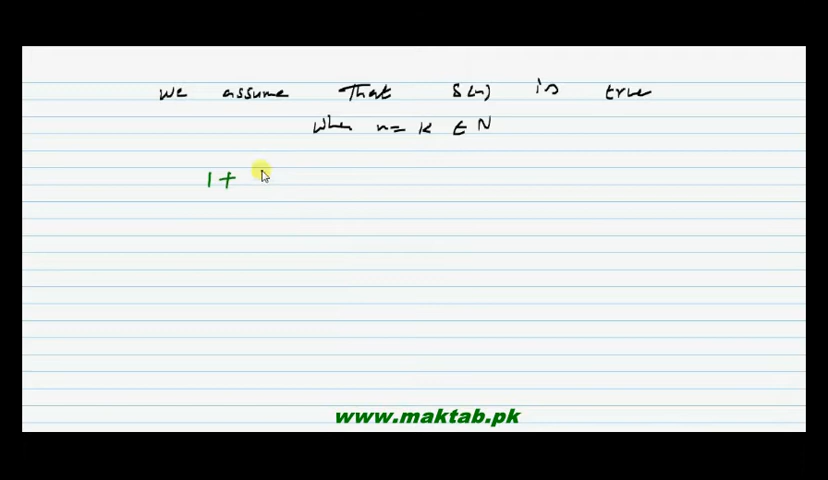 We assume That S(n) is true
When n = k ∈ N
1 +
www.maktab.pk